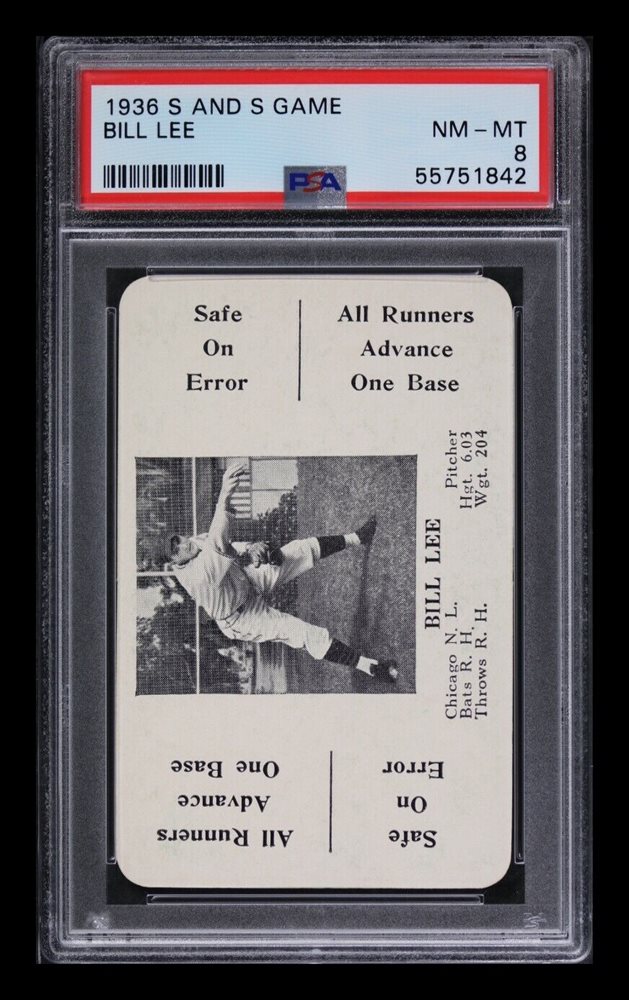 1936 S AND S GAME
BILL LEE
NM - MT
8
PSA
55751842
Safe
On
Error
All Runners
Advance
One Base
BILL LEE
Chicago N. L. Pitcher
Bats R. H. Hgt. 6.03
Throws R. H. Wgt. 204
Safe
On
Error
All Runners
Advance
One Base